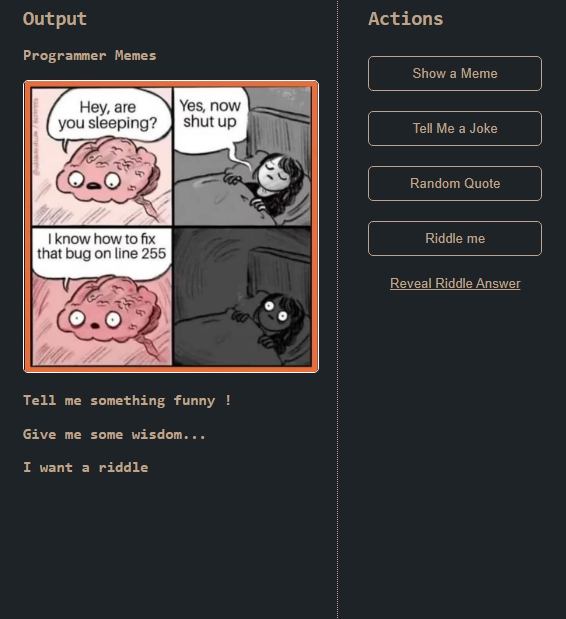 Output
Programmer Memes
Hey, are
you sleeping?
Yes, now
shut up
I know how to fix
that bug on line 255
Tell me something funny !
Give me some wisdom...
I want a riddle
Actions
Show a Meme
Tell Me a Joke
Random Quote
Riddle me
Reveal Riddle Answer